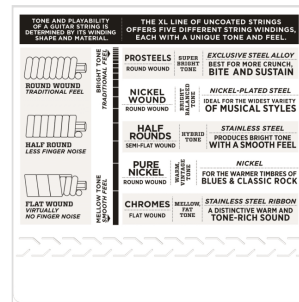 TONE AND PLAYABILITY
OF A GUITAR STRING IS
DETERMINED BY ITS WINDING
SHAPE AND MATERIAL.
THE XL LINE OF UNCOATED STRINGS
OFFERS FIVE DIFFERENT STRING WINDINGS,
EACH WITH A UNIQUE TONE AND FEEL.
ROUND WOUND
TRADITIONAL FEEL
HALF ROUND
LESS FINGER NOISE
FLAT WOUND
VIRTUALLY
NO FINGER NOISE
BRIGHT TONE
TRADITIONAL FEEL
MELLOW TONE
SMOOTH FEEL
PROSTEELS
ROUND WOUND
SUPER
BRIGHT
TONE
EXCLUSIVE STEEL ALLOY
BEST FOR MORE CRUNCH,
BITE AND SUSTAIN
NICKEL
WOUND
ROUND WOUND
BRIGHT
BALANCED
TONE
NICKEL-PLATED STEEL
IDEAL FOR THE WIDEST VARIETY
OF MUSICAL STYLES
HALF
ROUNDS
SEMI-FLAT WOUND
HYBRID
TONE
STAINLESS STEEL
PRODUCES BRIGHT TONE
WITH A SMOOTH FEEL
PURE
NICKEL
ROUND WOUND
WARM,
VINTAGE
TONE
NICKEL
FOR THE WARMER TIMBRES OF
BLUES & CLASSIC ROCK
CHROMES
FLAT WOUND
MELLOW,
FAT
TONE
STAINLESS STEEL RIBBON
A DISTINCTIVE WARM AND
TONE-RICH SOUND